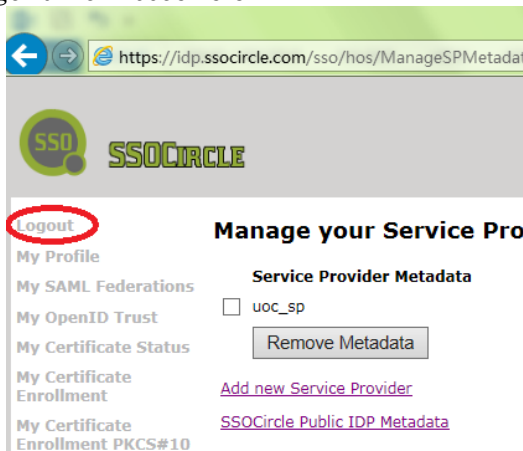 https://idp.ssocircle.com/sso/hos/ManageSPMetadat
SSO
SSOCIRCLE
Logout
My Profile
My SAML Federations
My OpenID Trust
My Certificate Status
My Certificate
Enrollment
My Certificate
Enrollment PKCS#10
Manage your Service Pro
Service Provider Metadata
uoc_sp
Remove Metadata
Add new Service Provider
SSOCircle Public IDP Metadata